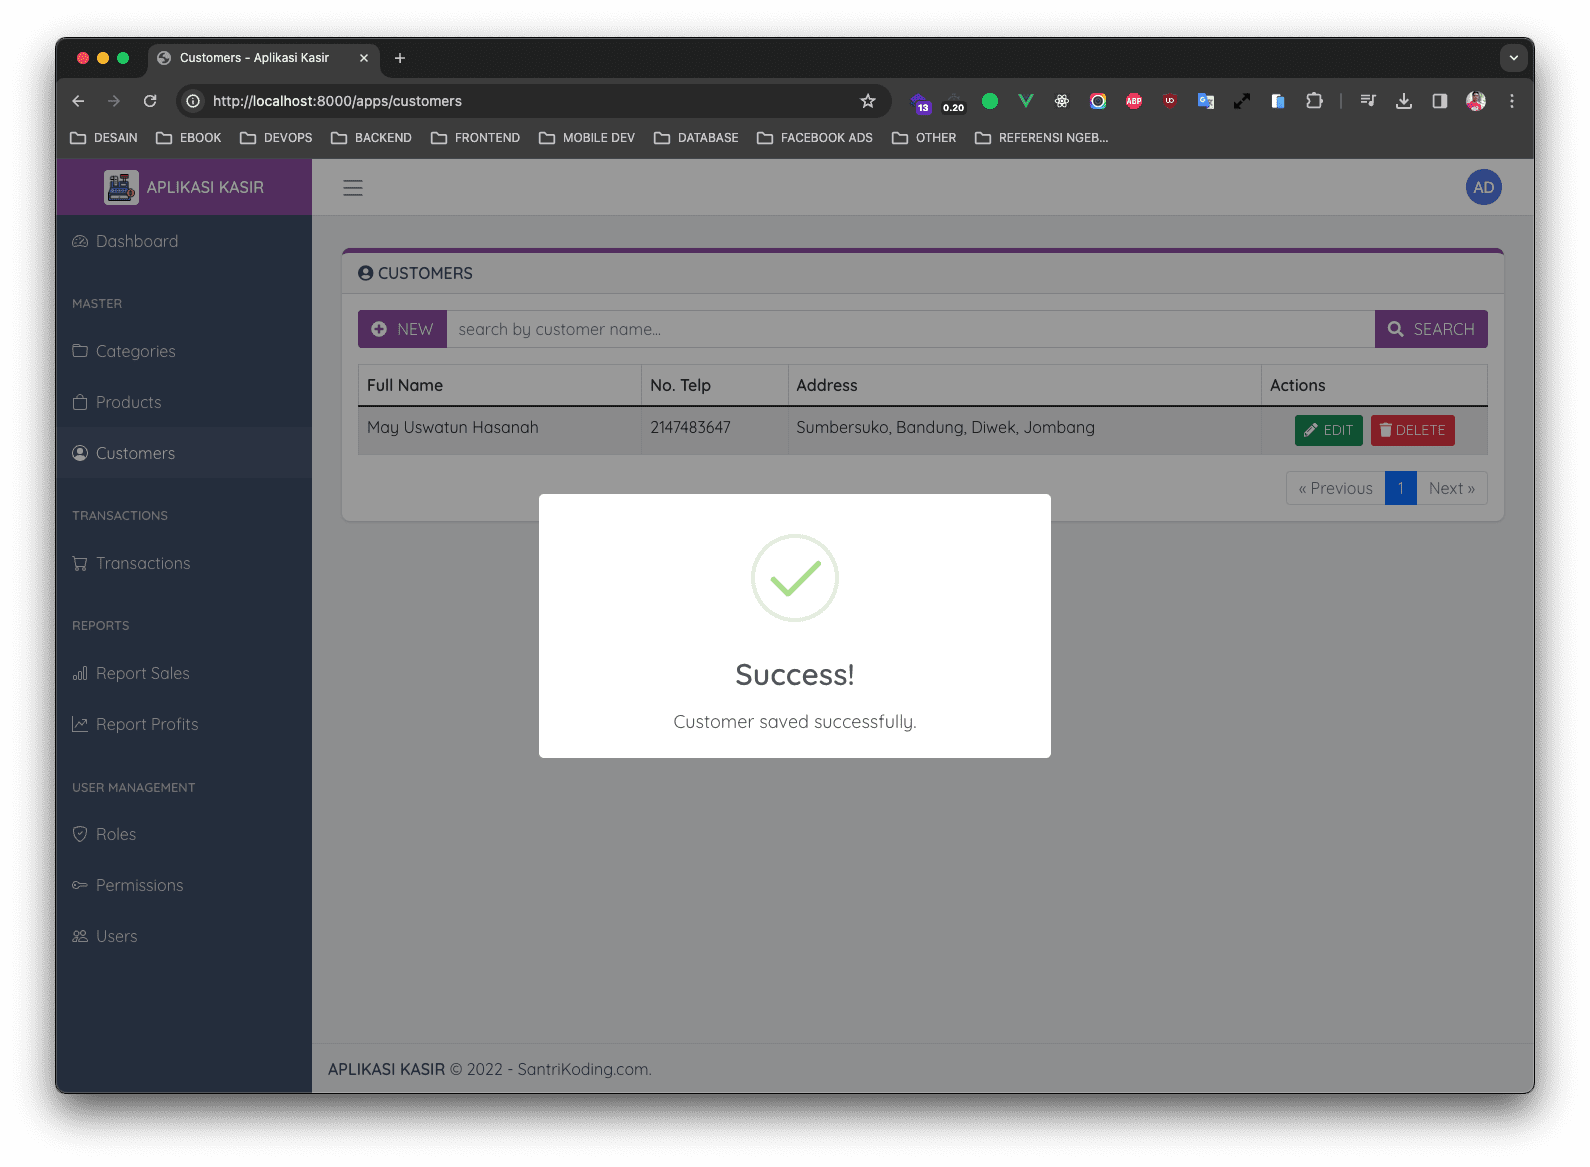 Customers - Aplikasi Kasir
http://localhost:8000/apps/customers
13
0.20
ABP
DESAIN
EBOOK
DEVOPS
BACKEND
FRONTEND
MOBILE DEV
DATABASE
FACEBOOK ADS
OTHER
REFERENSI NGEB...
APLIKASI KASIR
AD
Dashboard
MASTER
Categories
Products
Customers
TRANSACTIONS
Transactions
REPORTS
Report Sales
Report Profits
USER MANAGEMENT
Roles
Permissions
Users
CUSTOMERS
NEW
search by customer name...
SEARCH
Full Name No. Telp Address Actions
May Uswatun Hasanah 2147483647 Sumbersuko, Bandung, Diwek, Jombang EDIT DELETE
« Previous 1 Next »
Success!
Customer saved successfully.
APLIKASI KASIR © 2022 - SantriKoding.com.